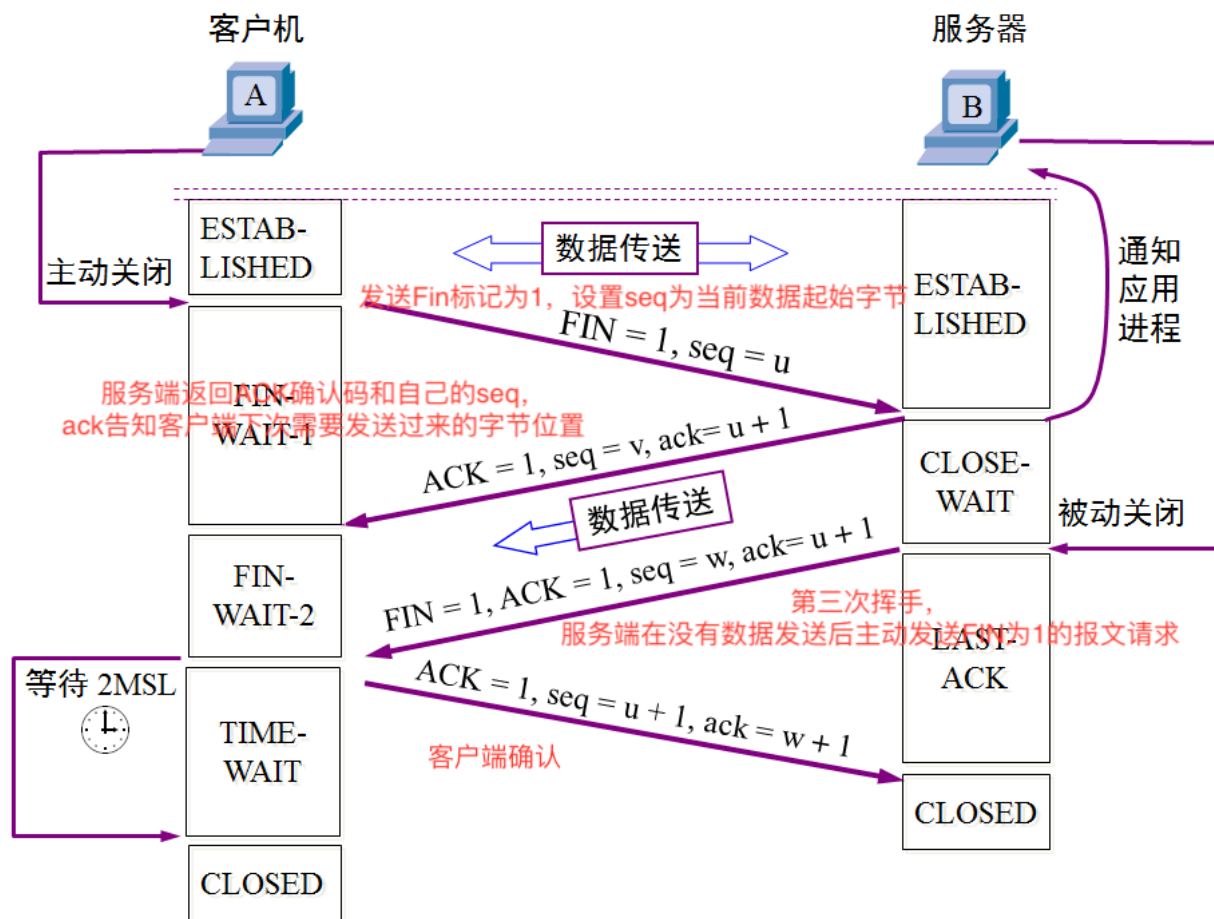 客户机
服务器
A
B
ESTAB-
LISHED
数据传送
ESTAB-
LISHED
通知
应用
进程
主动关闭
发送Fin标记为1，设置seq为当前数据起始字节
FIN = 1, seq = u
服务端返回ACK确认码和自己的seq,
ack告知客户端下次需要发送过来的字节位置
FIN-
WAIT-1
ACK = 1, seq = v, ack= u + 1
CLOSE-
WAIT
数据传送
被动关闭
FIN-
WAIT-2
FIN = 1, ACK = 1, seq = w, ack= u + 1
第三次挥手，
服务端在没有数据发送后主动发送FIN为1的报文请求
LAST-
ACK
等待 2MSL
ACK = 1, seq = u + 1, ack = w + 1
TIME-
WAIT
客户端确认
CLOSED
CLOSED